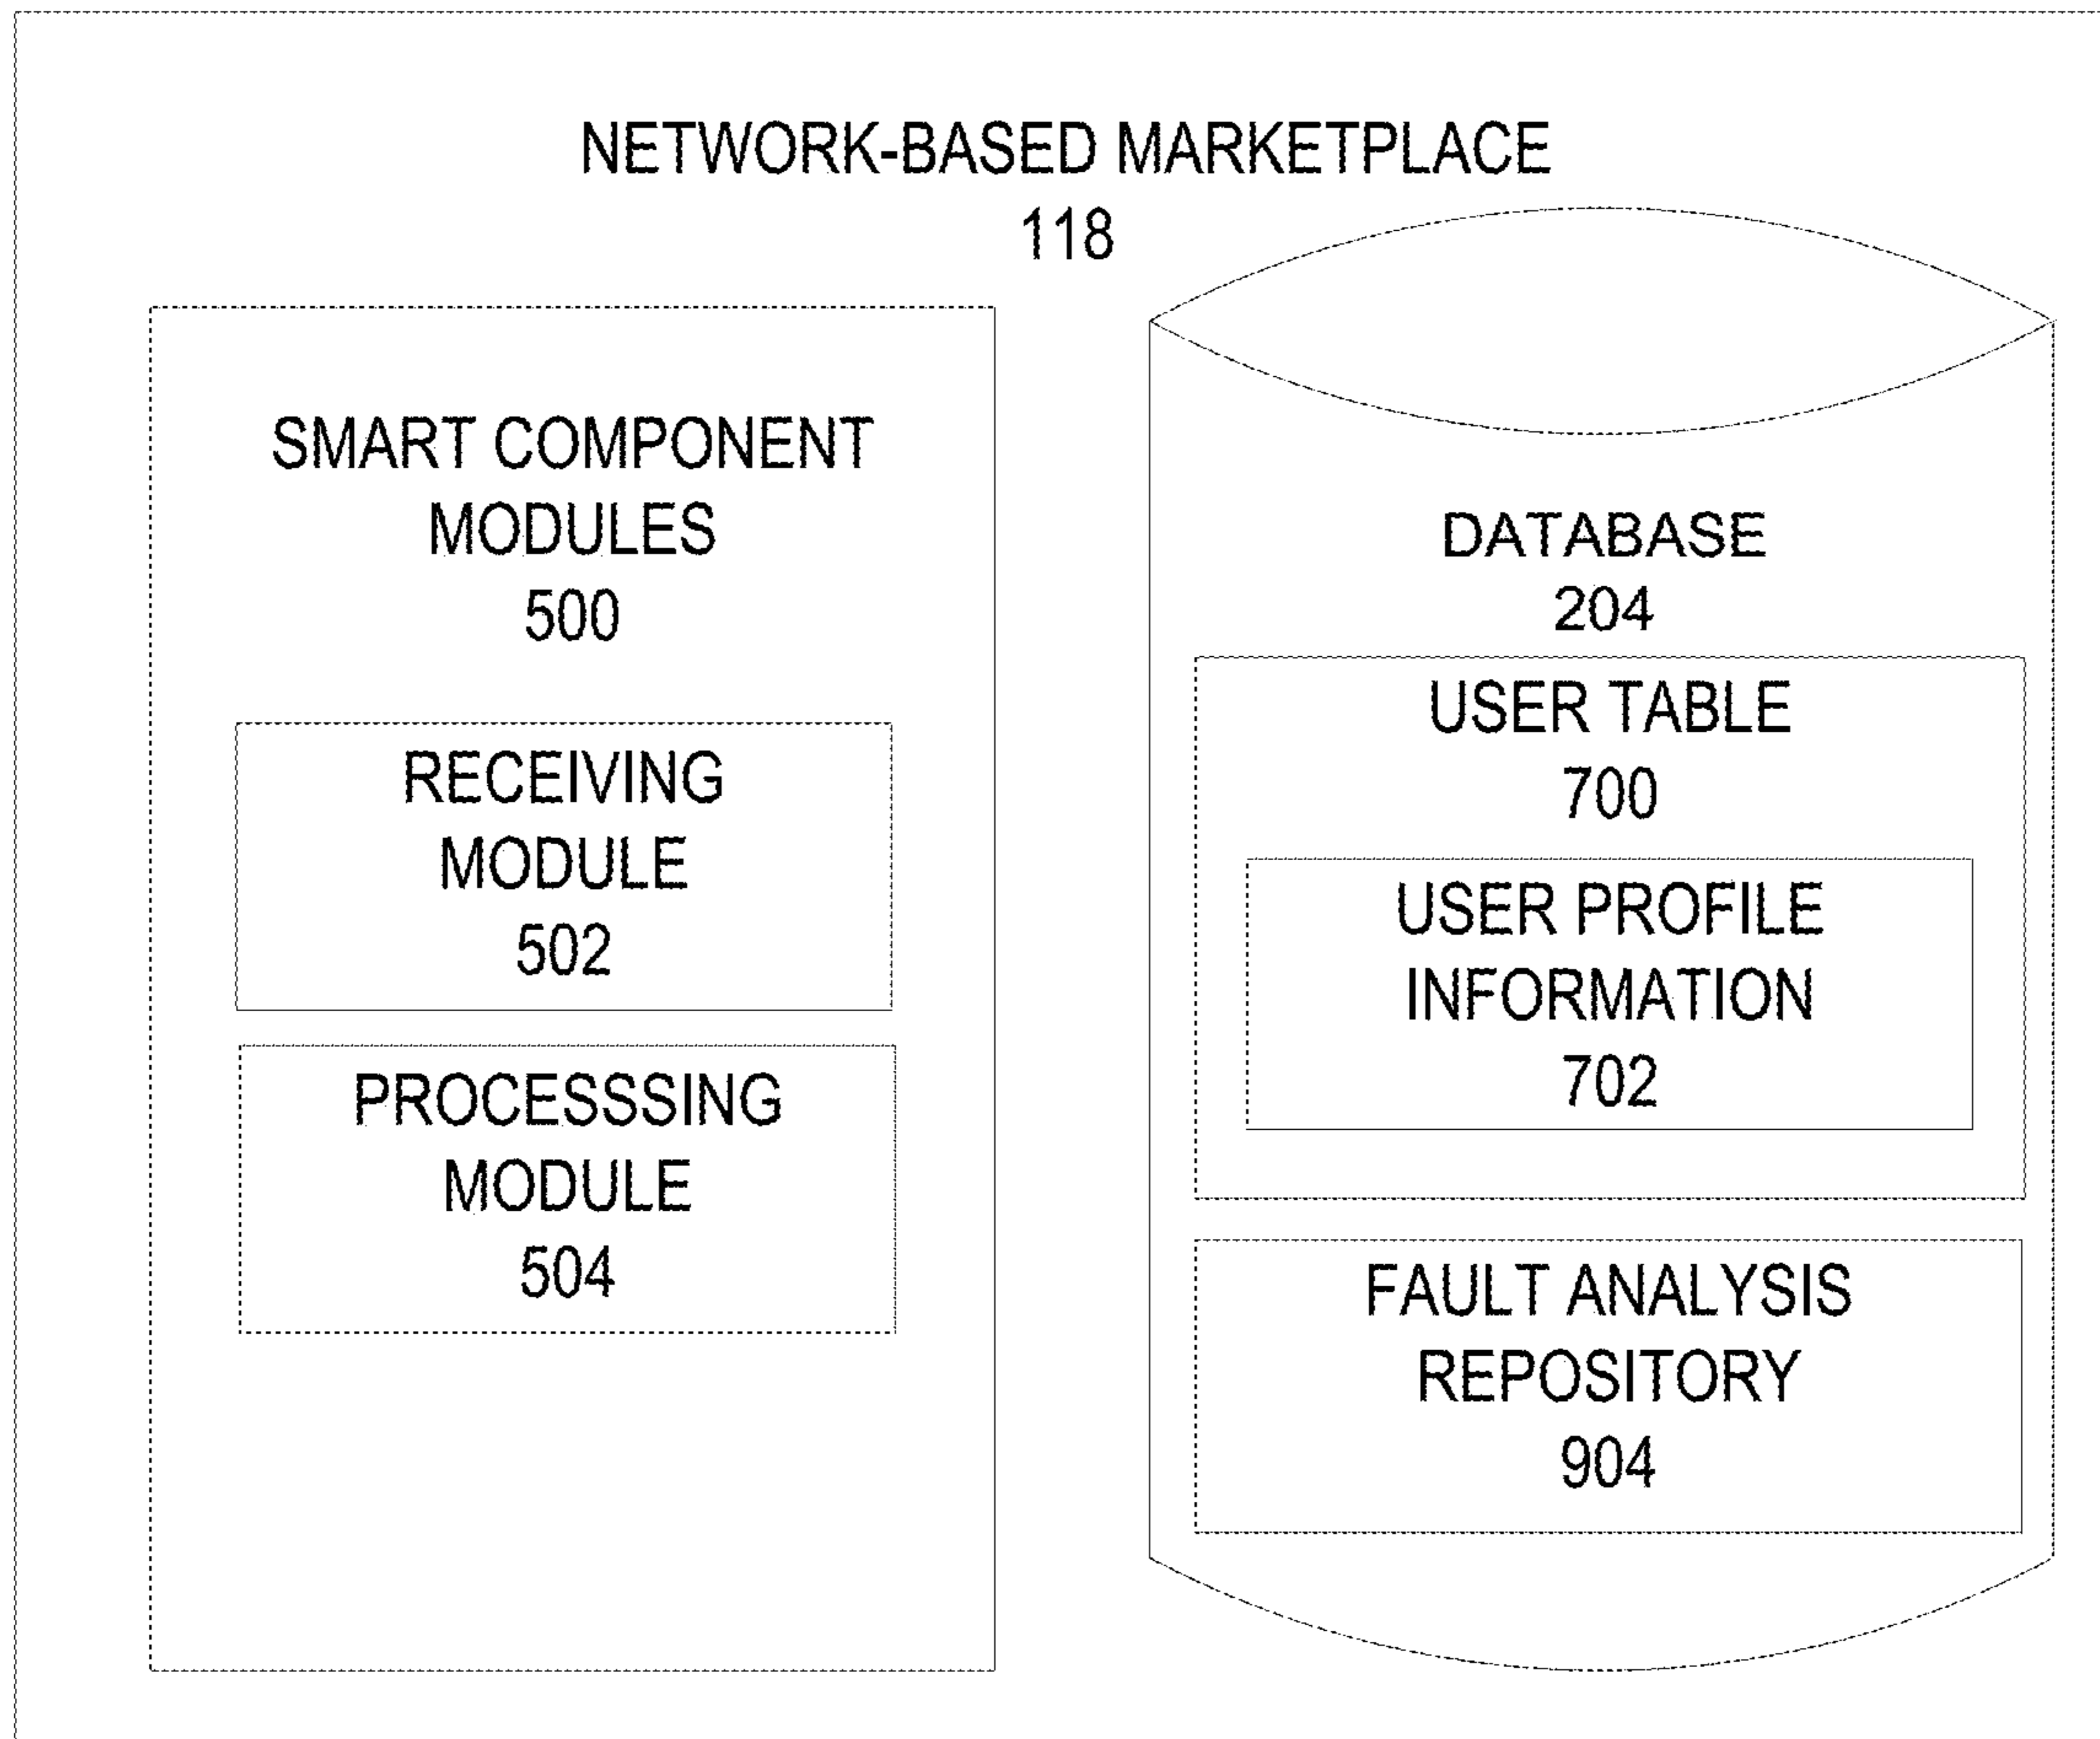 NETWORK-BASED MARKETPLACE
118
SMART COMPONENT
MODULES
500
RECEIVING
MODULE
502
PROCESSSING
MODULE
504
DATABASE
204
USER TABLE
700
USER PROFILE
INFORMATION
702
FAULT ANALYSIS
REPOSITORY
904